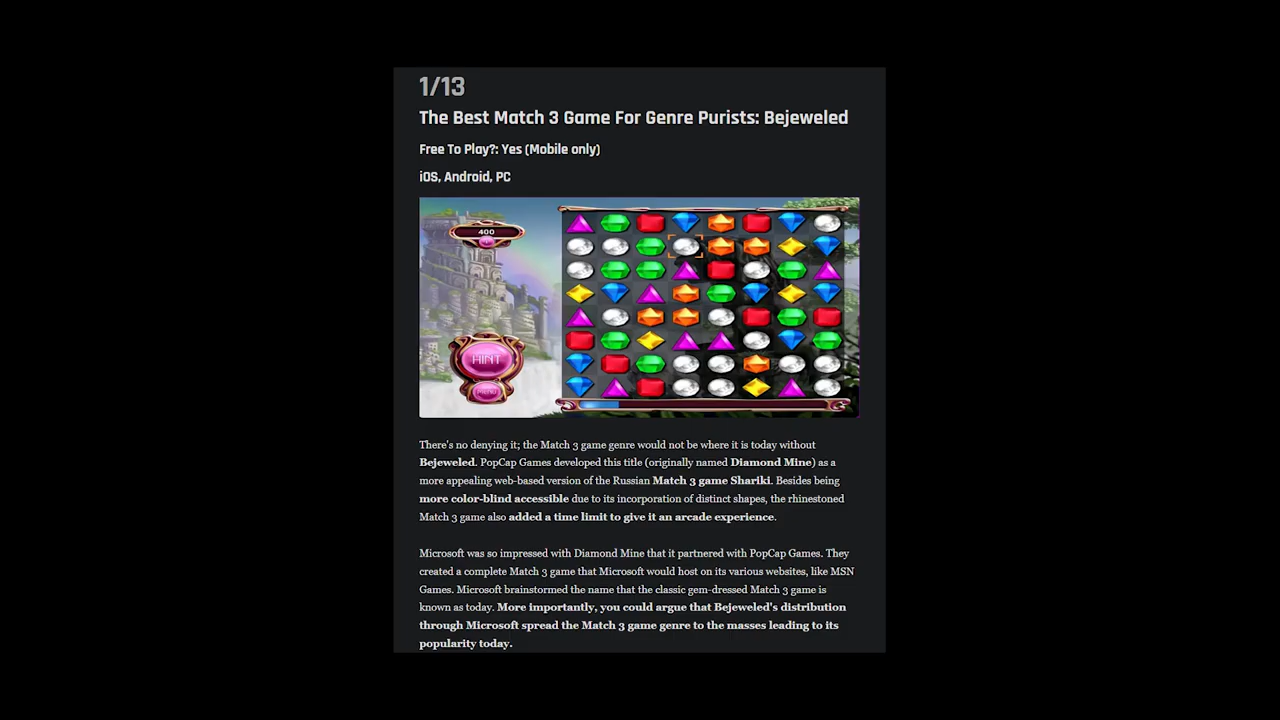 1/13
The Best Match 3 Game For Genre Purists: Bejeweled
Free To Play?: Yes (Mobile only)
iOS, Android, PC
400
HINT
MENU
There's no denying it; the Match 3 game genre would not be where it is today without
Bejeweled. PopCap Games developed this title (originally named Diamond Mine) as a
more appealing web-based version of the Russian Match 3 game Shariki. Besides being
more color-blind accessible due to its incorporation of distinct shapes, the rhinestoned
Match 3 game also added a time limit to give it an arcade experience.
Microsoft was so impressed with Diamond Mine that it partnered with PopCap Games. They
created a complete Match 3 game that Microsoft would host on its various websites, like MSN
Games. Microsoft brainstormed the name that the classic gem-dressed Match 3 game is
known as today. More importantly, you could argue that Bejeweled's distribution
through Microsoft spread the Match 3 game genre to the masses leading to its
popularity today.